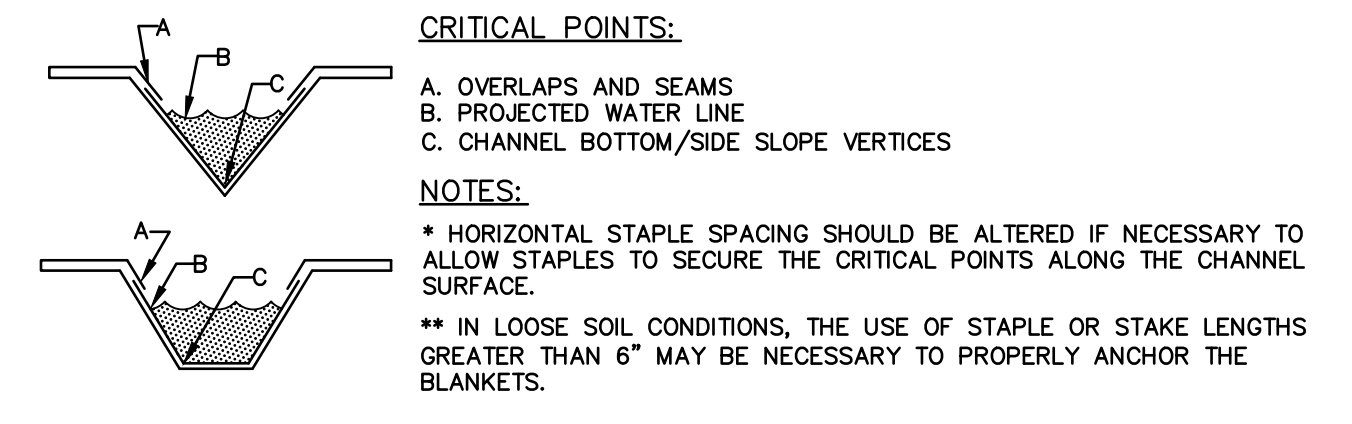 A
B
C
A
B
C
CRITICAL POINTS:
A. OVERLAPS AND SEAMS
B. PROJECTED WATER LINE
C. CHANNEL BOTTOM/SIDE SLOPE VERTICES
NOTES:
* HORIZONTAL STAPLE SPACING SHOULD BE ALTERED IF NECESSARY TO
ALLOW STAPLES TO SECURE THE CRITICAL POINTS ALONG THE CHANNEL
SURFACE.
** IN LOOSE SOIL CONDITIONS, THE USE OF STAPLE OR STAKE LENGTHS
GREATER THAN 6" MAY BE NECESSARY TO PROPERLY ANCHOR THE
BLANKETS.